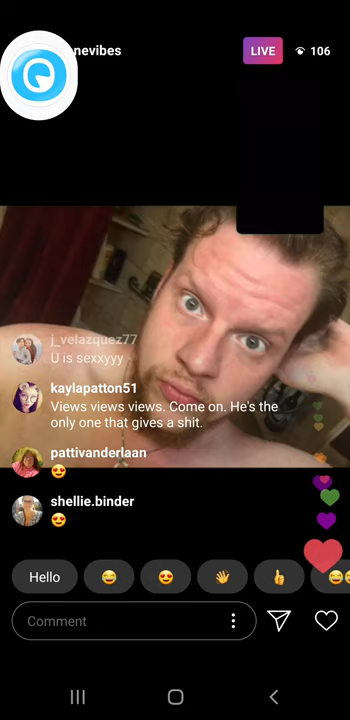 nevibes
LIVE
106
j_velazquez77
U is sexxyyy
kaylapatton51
Views views views. Come on. He's the
only one that gives a shit.
pattivanderlaan
😍
shellie.binder
😍
Hello 😂 😍 👋 👍 😅
Comment